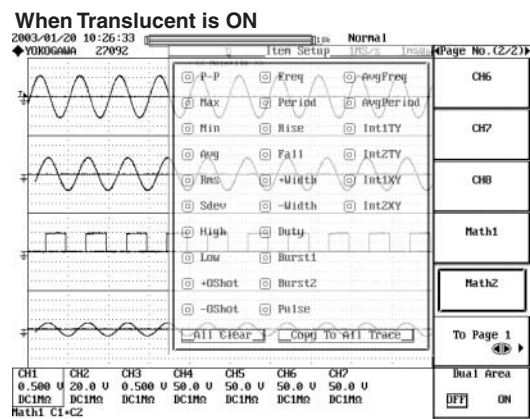 When Translucent is ON
2003/01/20 10:26:33 10k Normal
YOKOGAWA 27092 Item Setup 1MS/s Page No.(2/2)
P-P Freq AvgFreq
Max Period AvgPeriod
Min Rise Int1TY
Avg Fall Int2TY
Rms +Width Int1XY
Sdev -Width Int2XY
High Duty
Low Burst1
+OShot Burst2
-OShot Pulse
All Clear Copy To All Trace
CH6
CH7
CH8
Math1
Math2
To Page 1
Dual Area
OFF ON
CH1 CH2 CH3 CH4 CH5 CH6 CH7
0.500 V 20.0 V 0.500 V 50.0 V 50.0 V 50.0 V 50.0 V
DC1MΩ DC1MΩ DC1MΩ DC1MΩ DC1MΩ DC1MΩ DC1MΩ
Math1 C1+C2